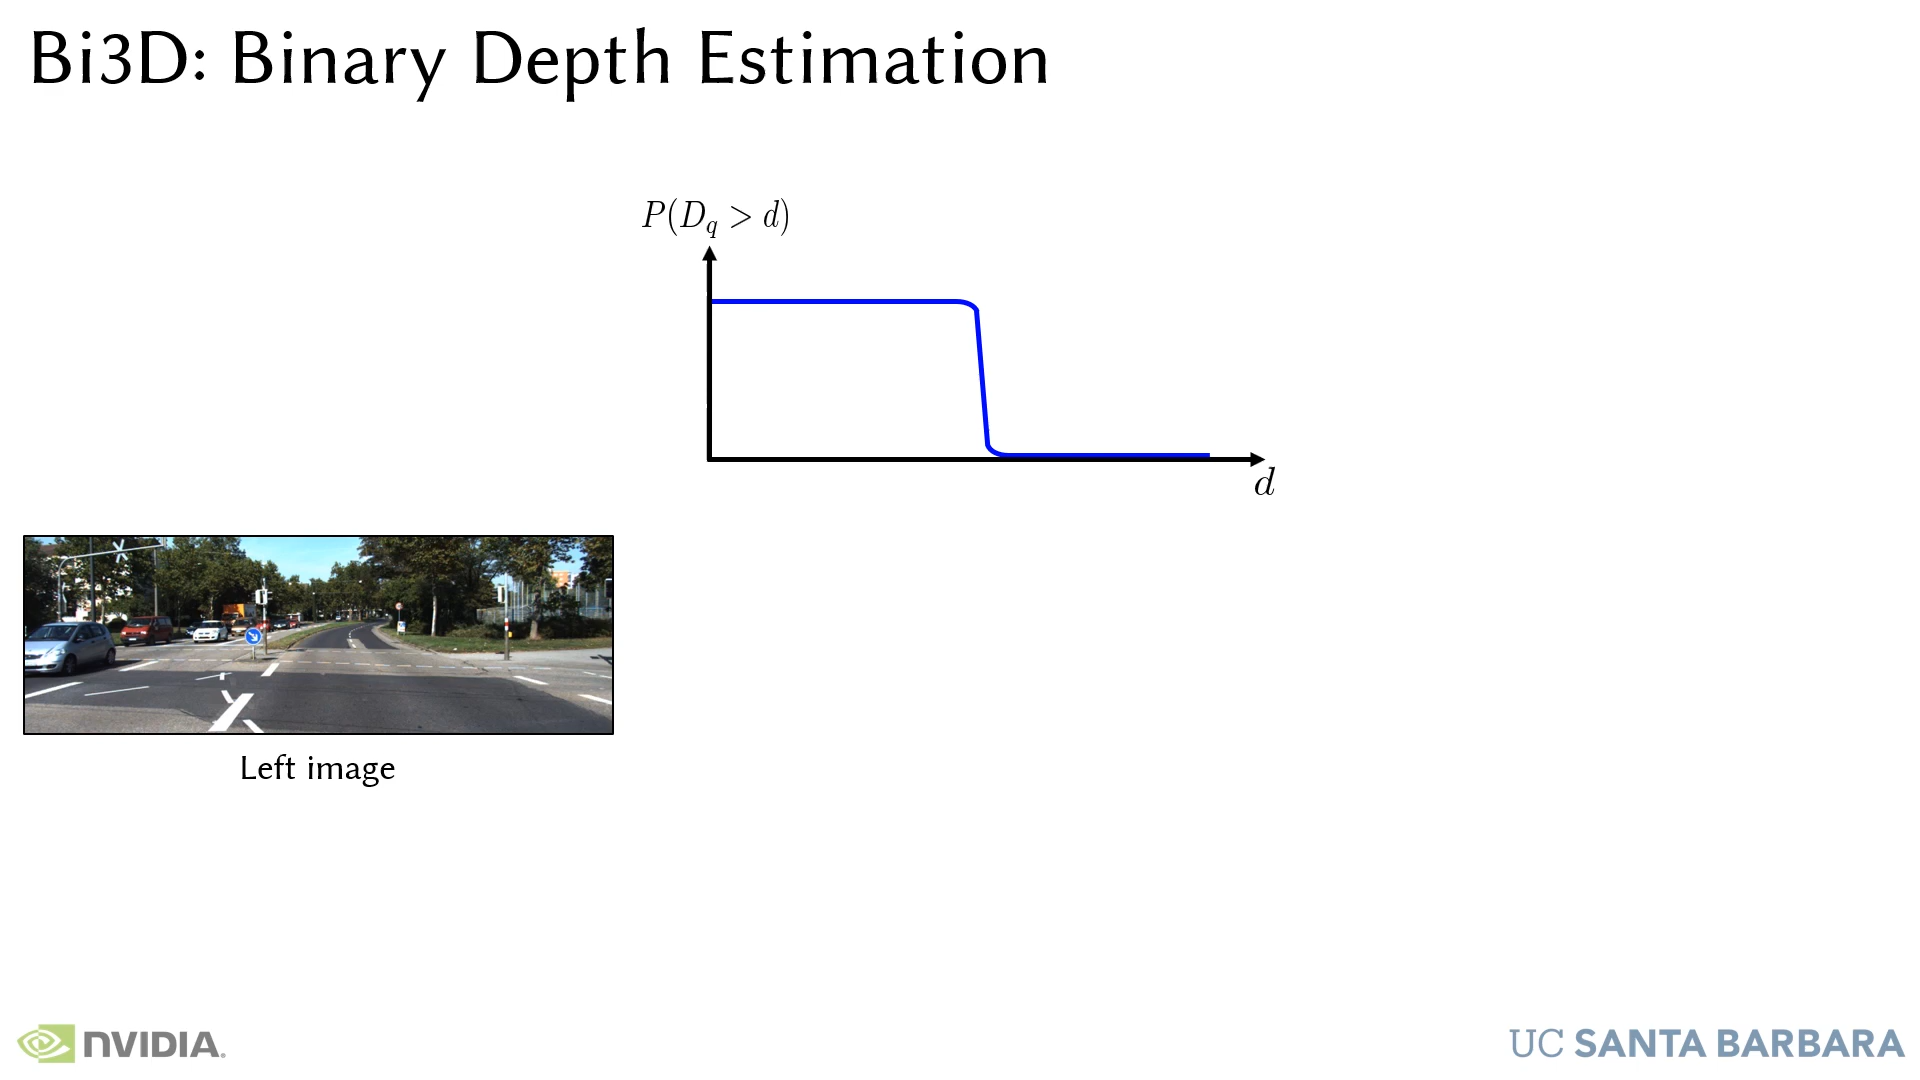 Bi3D: Binary Depth Estimation
P(D_q > d)
d
Left image
NVIDIA.
UC SANTA BARBARA